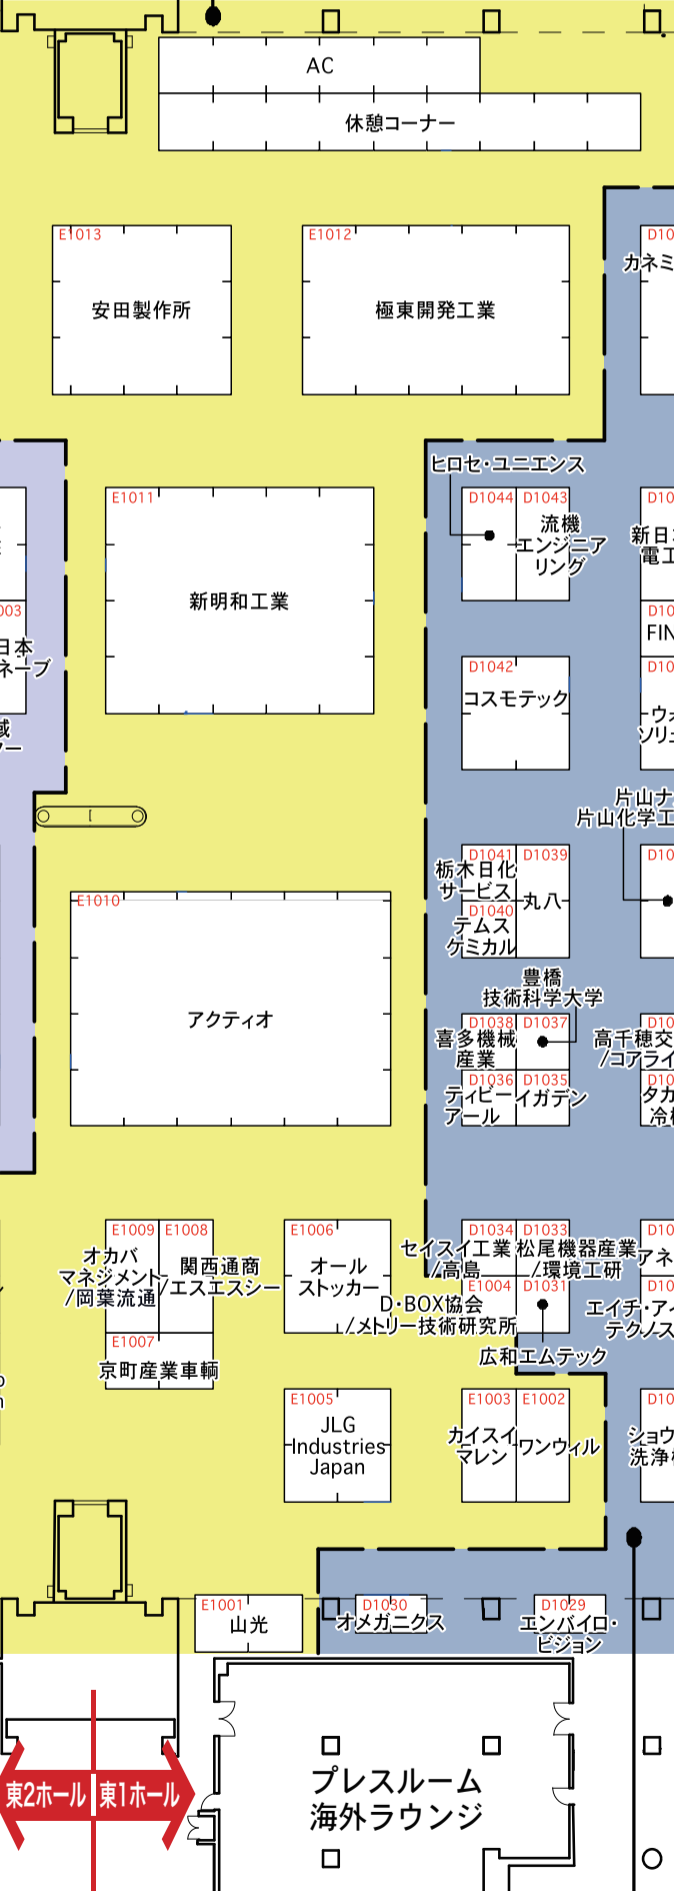 AC
休憩コーナー
E1013
安田製作所
E1012
極東開発工業
D10
カネミ
ヒロセ・ユニエンス
E1011
新明和工業
D1044
D1043
流機
エンジニア
リング
D10
新日
電工
003
日本
ネーブ
域
D10
FIN
D1042
コスモテック
D10
ーウォ
ソリュ
片山ナ
片山化学工
D1041
栃木日化
サービス
D1040
テムス
ケミカル
D1039
丸八
D10
E1010
アクティオ
豊橋
技術科学大学
D1038
喜多機械
産業
D1037
D10
高千穂交
/コアライ
D1036
ティビー
アール
D1035
イガデン
D10
タカ
冷機
E1009
オカバ
マネジメント
/岡葉流通
E1008
関西通商
/エスエスシー
E1007
京町産業車輌
E1006
オール
ストッカー
D1034
セイスイ工業
/高島
D1033
松尾機器産業
/環境工研
D10
アネ
E1004
D・BOX協会
/メトリー技術研究所
D1031
広和エムテック
D10
エイチ・アイ
テクノス
E1005
JLG
Industries
Japan
E1003
カイスイ
マレン
E1002
ワンウィル
D10
ショウ
洗浄機
E1001
山光
D1030
オメガニクス
D1029
エンバイロ・
ビジョン
東2ホール
東1ホール
プレスルーム
海外ラウンジ